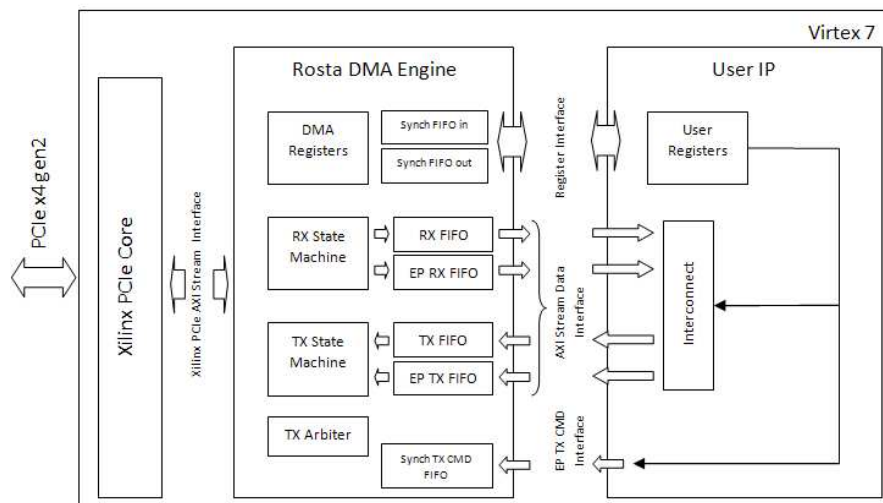 Virtex 7
PCIe x4gen2
Xilinx PCIe Core
Xilinx PCIe AXI Stream Interface
Rosta DMA Engine
DMA
Registers
Synch FIFO in
Synch FIFO out
RX State
Machine
RX FIFO
EP RX FIFO
TX State
Machine
TX FIFO
EP TX FIFO
TX Arbiter
Synch TX CMD
FIFO
Register Interface
AXI Stream Data
Interface
EP TX CMD
Interface
User IP
User
Registers
Interconnect